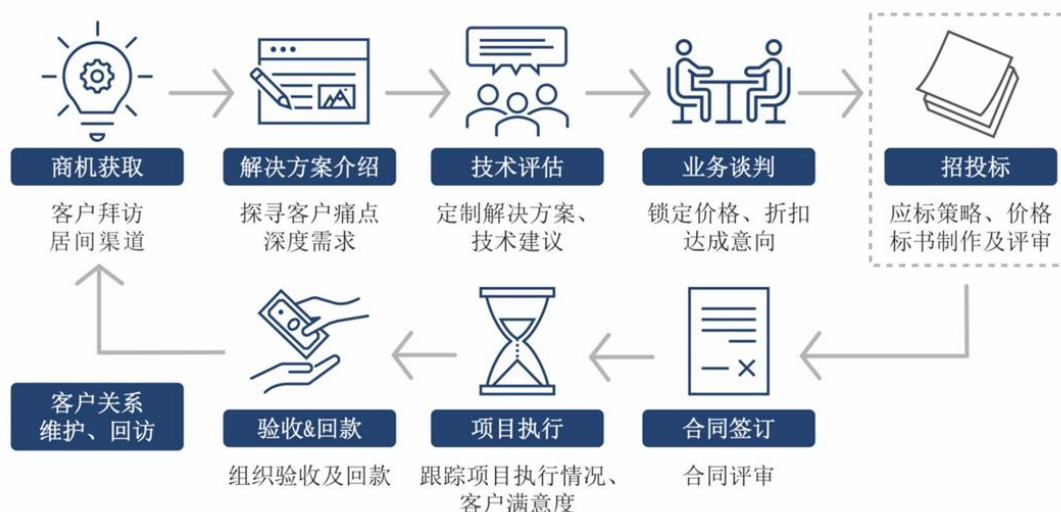 商机获取
客户拜访
居间渠道
解决方案介绍
探寻客户痛点
深度需求
技术评估
定制解决方案、
技术建议
业务谈判
锁定价格、折扣
达成意向
招投标
应标策略、价格
标书制作及评审
客户关系
维护、回访
验收&回款
组织验收及回款
项目执行
跟踪项目执行情况、
客户满意度
合同签订
合同评审